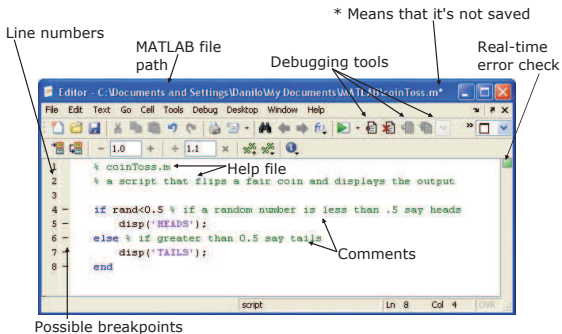 * Means that it's not saved
Line numbers
MATLAB file path
Debugging tools
Real-time error check
Editor - C:\Documents and Settings\Danilo\My Documents\MATLAB\coinToss.m*
File Edit Text Go Cell Tools Debug Desktop Window Help
- 1.0 + ÷ 1.1 ×
1 % coinToss.m
Help file
2 % a script that flips a fair coin and displays the output
3
4 - if rand<0.5 % if a random number is less than .5 say heads
5 - disp('HEADS');
6 - else % if greater than 0.5 say tails
Comments
7 - disp('TAILS');
8 - end
script Ln 8 Col 4 OVR
Possible breakpoints